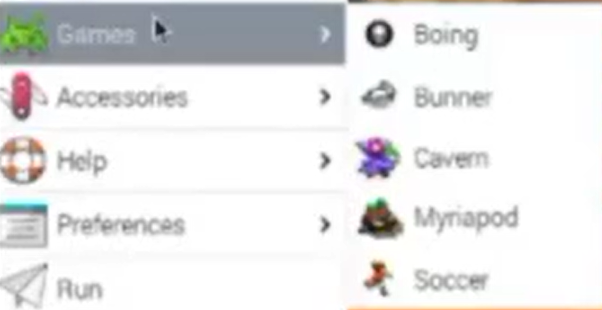 Games
Accessories
Help
Preferences
Run
Boing
Bunner
Cavern
Myriapod
Soccer